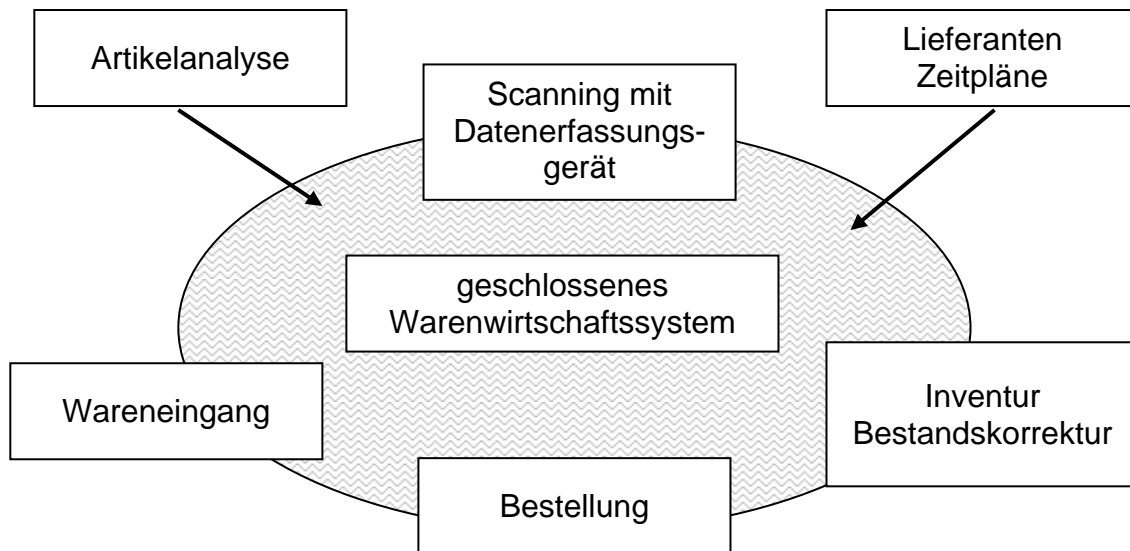 Artikelanalyse
Lieferanten
Zeitpläne
Scanning mit
Datenerfassungs-
gerät
geschlossenes
Warenwirtschaftssystem
Wareneingang
Inventur
Bestandskorrektur
Bestellung